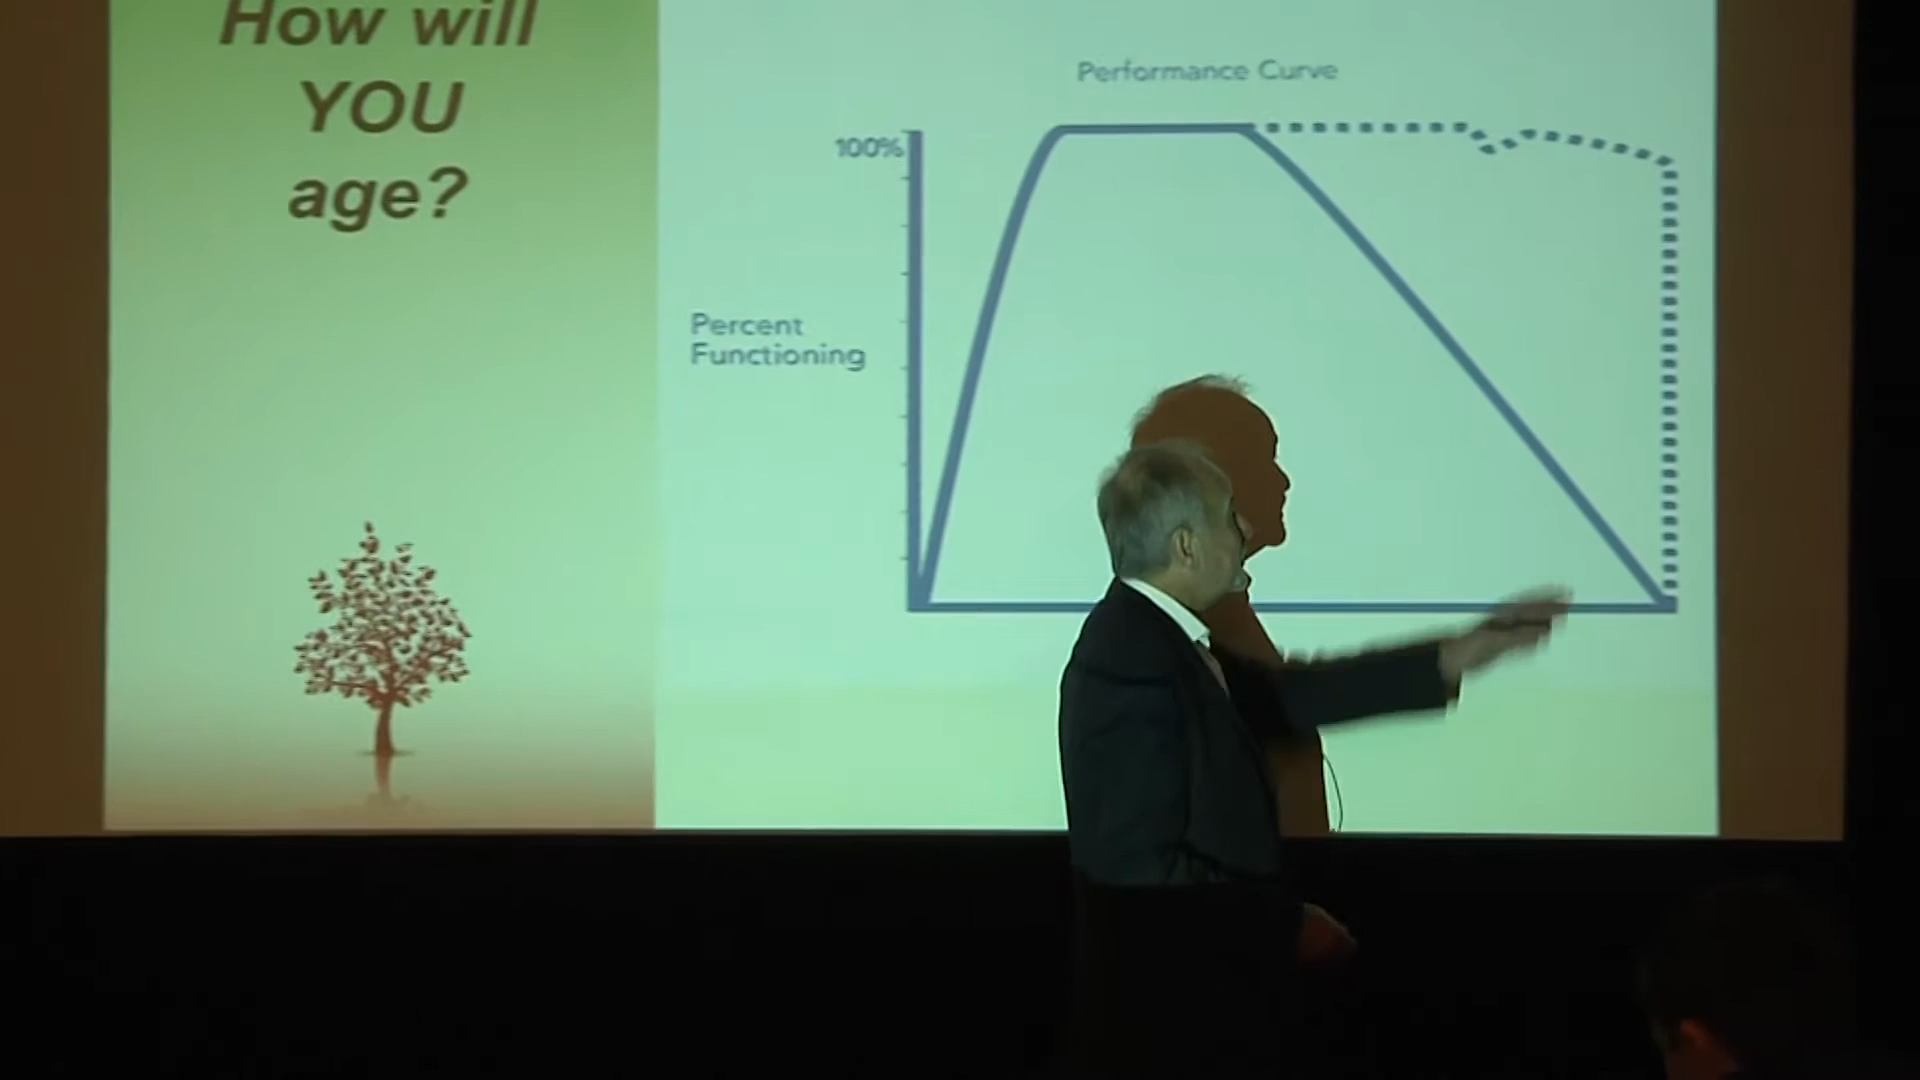 How will
YOU
age?
Performance Curve
100%
Percent
Functioning